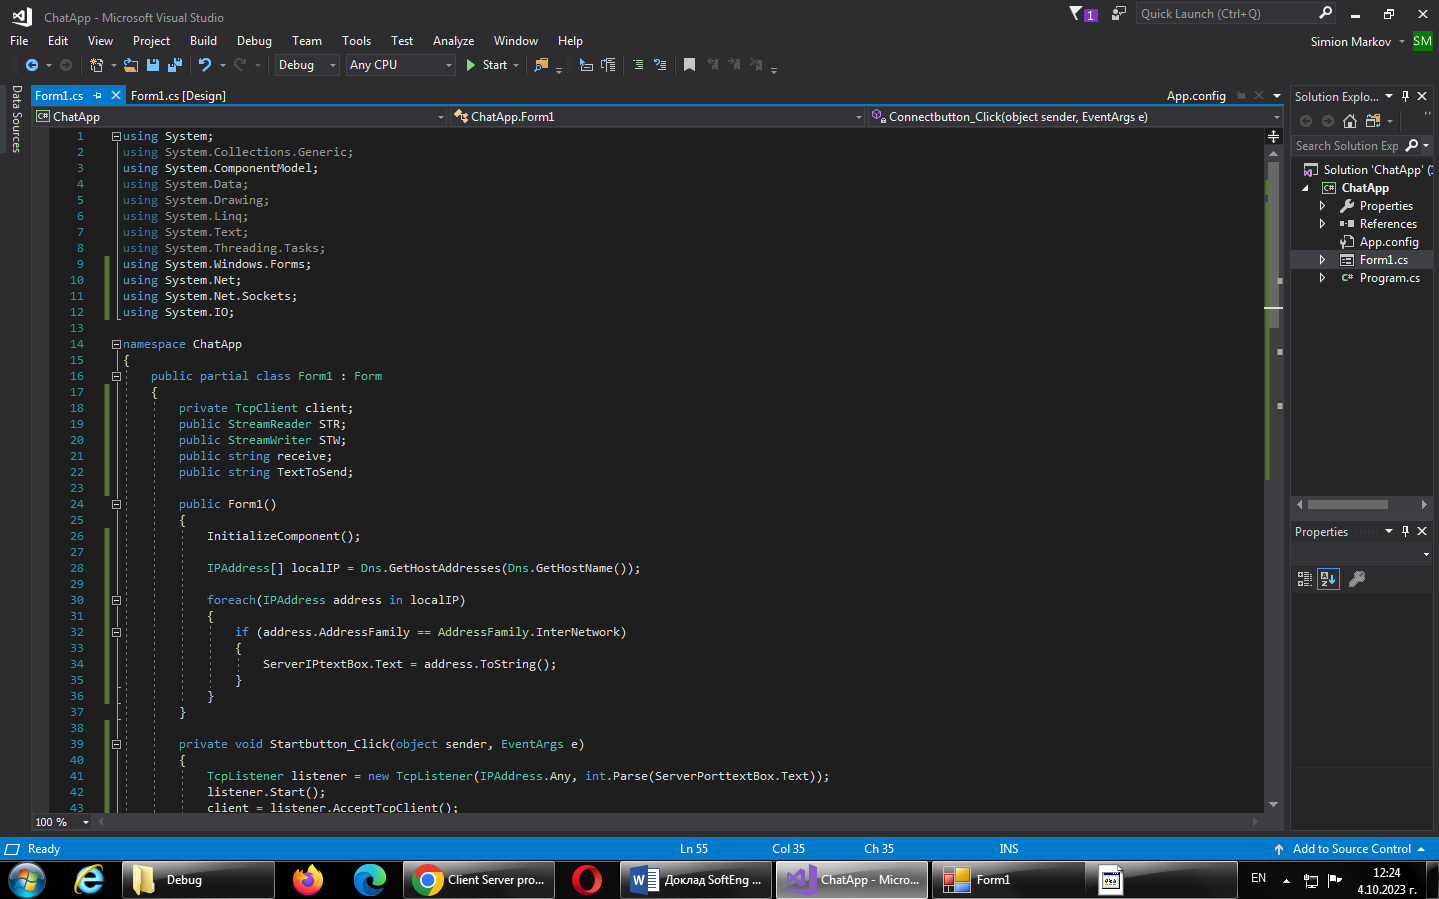 ChatApp - Microsoft Visual Studio
1
Quick Launch (Ctrl+Q)
File Edit View Project Build Debug Team Tools Test Analyze Window Help
Simion Markov SM
Debug Any CPU Start
Data Sources
Form1.cs Form1.cs [Design] App.config
C# ChatApp ChatApp.Form1 Connectbutton_Click(object sender, EventArgs e)
1 using System;
2 using System.Collections.Generic;
3 using System.ComponentModel;
4 using System.Data;
5 using System.Drawing;
6 using System.Linq;
7 using System.Text;
8 using System.Threading.Tasks;
9 using System.Windows.Forms;
10 using System.Net;
11 using System.Net.Sockets;
12 using System.IO;
13
14 namespace ChatApp
15 {
16 public partial class Form1 : Form
17 {
18 private TcpClient client;
19 public StreamReader STR;
20 public StreamWriter STW;
21 public string receive;
22 public string TextToSend;
23
24 public Form1()
25 {
26 InitializeComponent();
27
28 IPAddress[] localIP = Dns.GetHostAddresses(Dns.GetHostName());
29
30 foreach(IPAddress address in localIP)
31 {
32 if (address.AddressFamily == AddressFamily.InterNetwork)
33 {
34 ServerIPtextBox.Text = address.ToString();
35 }
36 }
37 }
38
39 private void Startbutton_Click(object sender, EventArgs e)
40 {
41 TcpListener listener = new TcpListener(IPAddress.Any, int.Parse(ServerPorttextBox.Text));
42 listener.Start();
43 client = listener.AcceptTcpClient();
100 %
Solution Explo...
Search Solution Exp
Solution 'ChatApp' (
C# ChatApp
Properties
References
App.config
Form1.cs
C# Program.cs
Properties
Ready Ln 55 Col 35 Ch 35 INS Add to Source Control
Debug
Client Server pro...
Доклад SoftEng ...
ChatApp - Micro...
Form1
EN
12:24
4.10.2023 г.